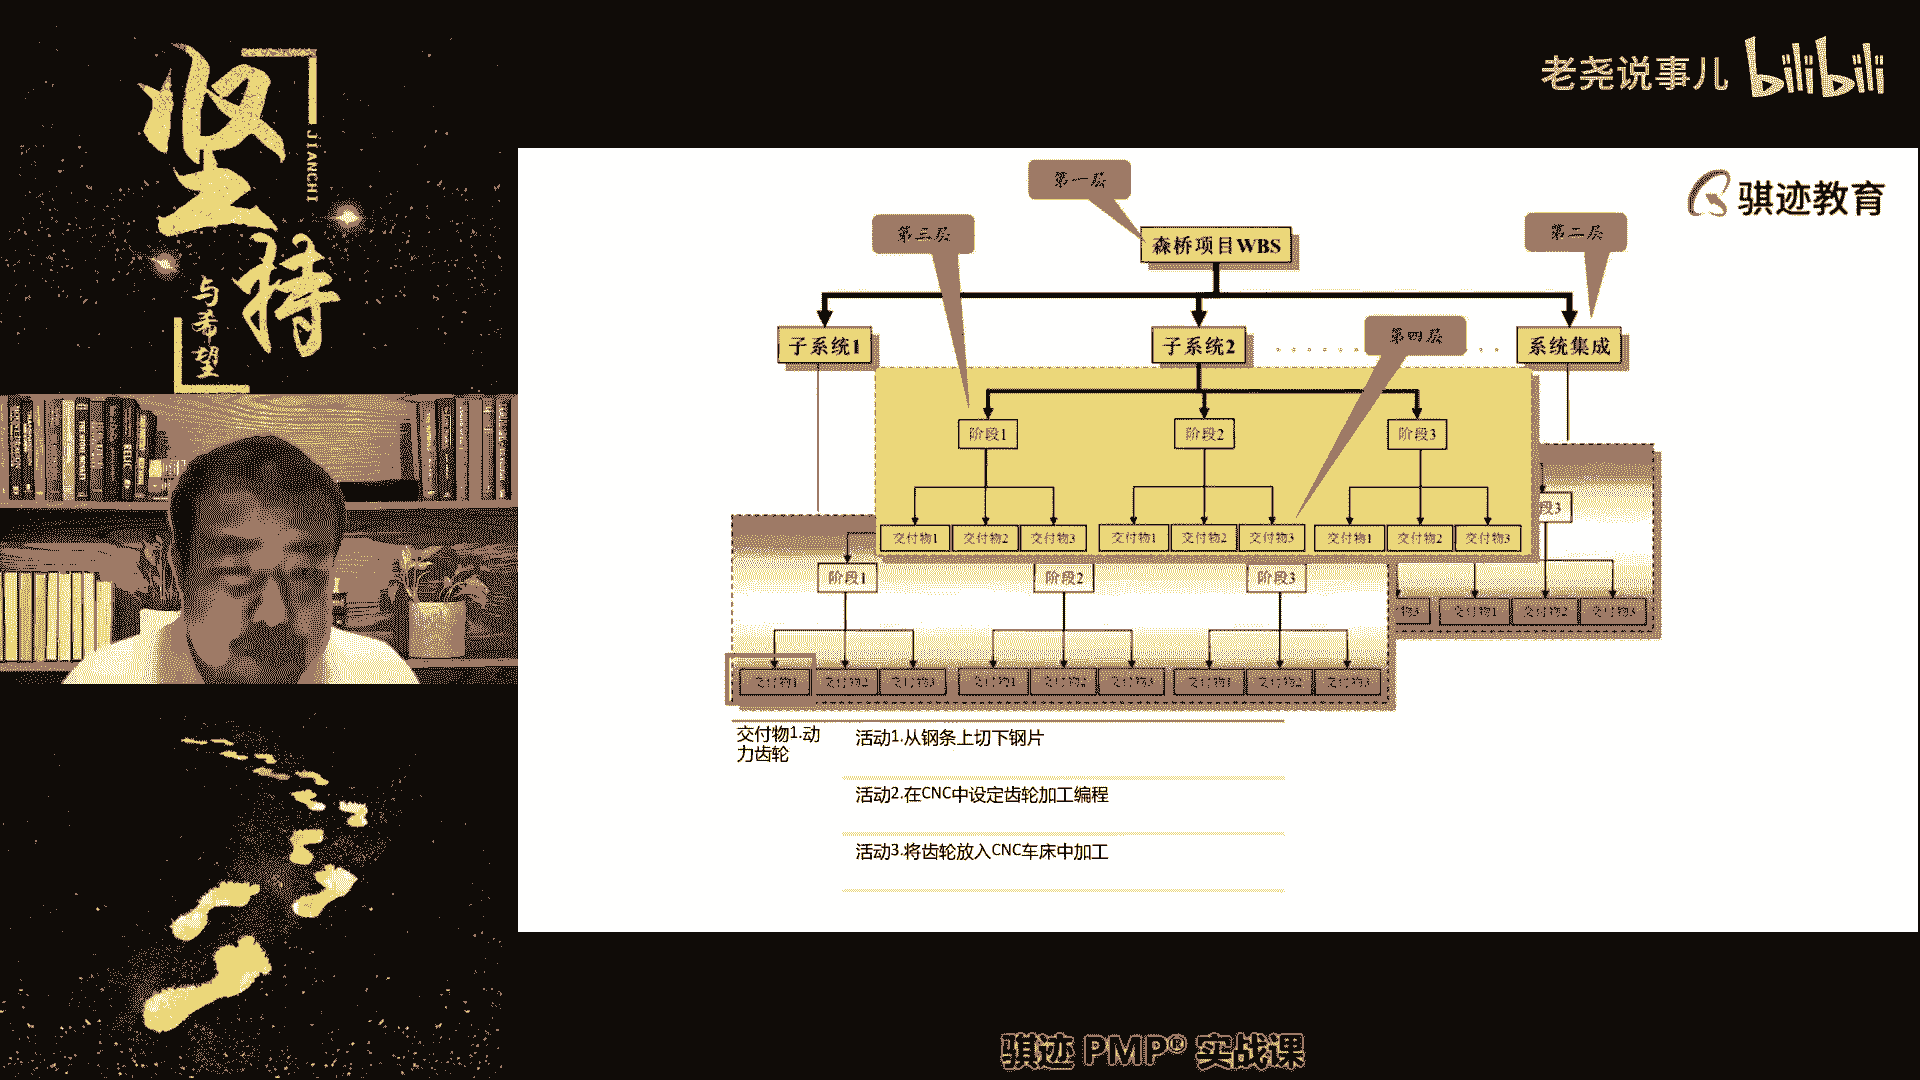 坚持
JIANCHI
与希望
老尧说事儿 bilibili
骐迹教育
第一层
第三层
第二层
森桥项目WBS
第四层
子系统1
子系统2
系统集成
阶段1
阶段2
阶段3
段3
交付物1 交付物2 交付物3
交付物1 交付物2 交付物3
交付物1 交付物2 交付物3
阶段1
阶段2
阶段3
物3 交付物1 交付物2 交付物3
交付物1 交付物2 交付物3
交付物1 交付物2 交付物3
交付物1 交付物2 交付物3
交付物1.动
力齿轮
活动1.从钢条上切下钢片
活动2.在CNC中设定齿轮加工编程
活动3.将齿轮放入CNC车床中加工
骐迹 PMP® 实战课